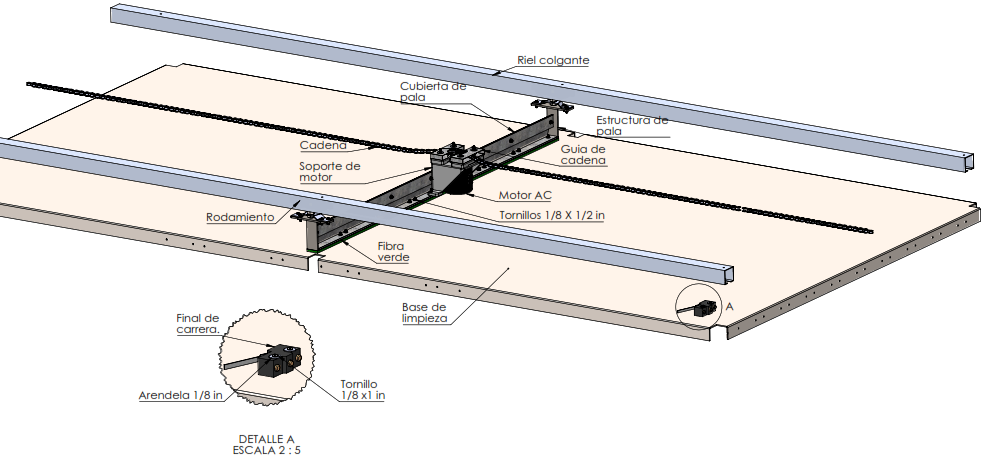 Riel colgante
Cubierta de
pala
Estructura de
pala
Cadena
Guia de
cadena
Soporte de
motor
Motor AC
Rodamiento
Tornillos 1/8 X 1/2 in
Fibra
verde
Base de
limpieza
A
Final de
carrera.
Arendela 1/8 in
Tornillo
1/8 x1 in
DETALLE A
ESCALA 2 : 5